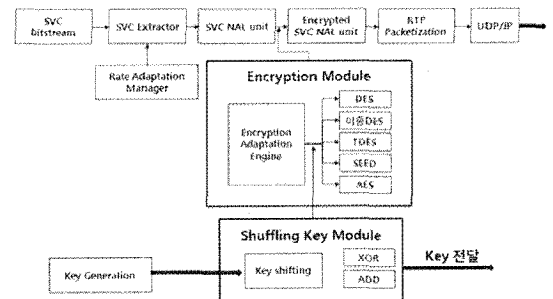 SVC bitstream
SVC Extractor
SVC NAL unit
Encrypted SVC NAL unit
RTP Packetization
UDP/IP
Rate Adaptation Manager
Encryption Module
Encryption Adaptation Engine
DES
이중DES
TDES
SEED
AES
Shuffling Key Module
Key Generation
Key shifting
XOR
ADD
Key 전달